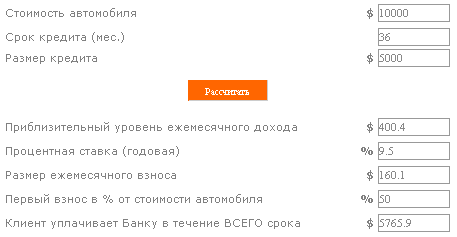 Стоимость автомобиля $ 10000
Срок кредита (мес.) 36
Размер кредита $ 5000
Рассчитать
Приблизительный уровень ежемесячного дохода $ 400.4
Процентная ставка (годовая) % 9.5
Размер ежемесячного взноса $ 160.1
Первый взнос в % от стоимости автомобиля % 50
Клиент уплачивает Банку в течение ВСЕГО срока $ 5765.9